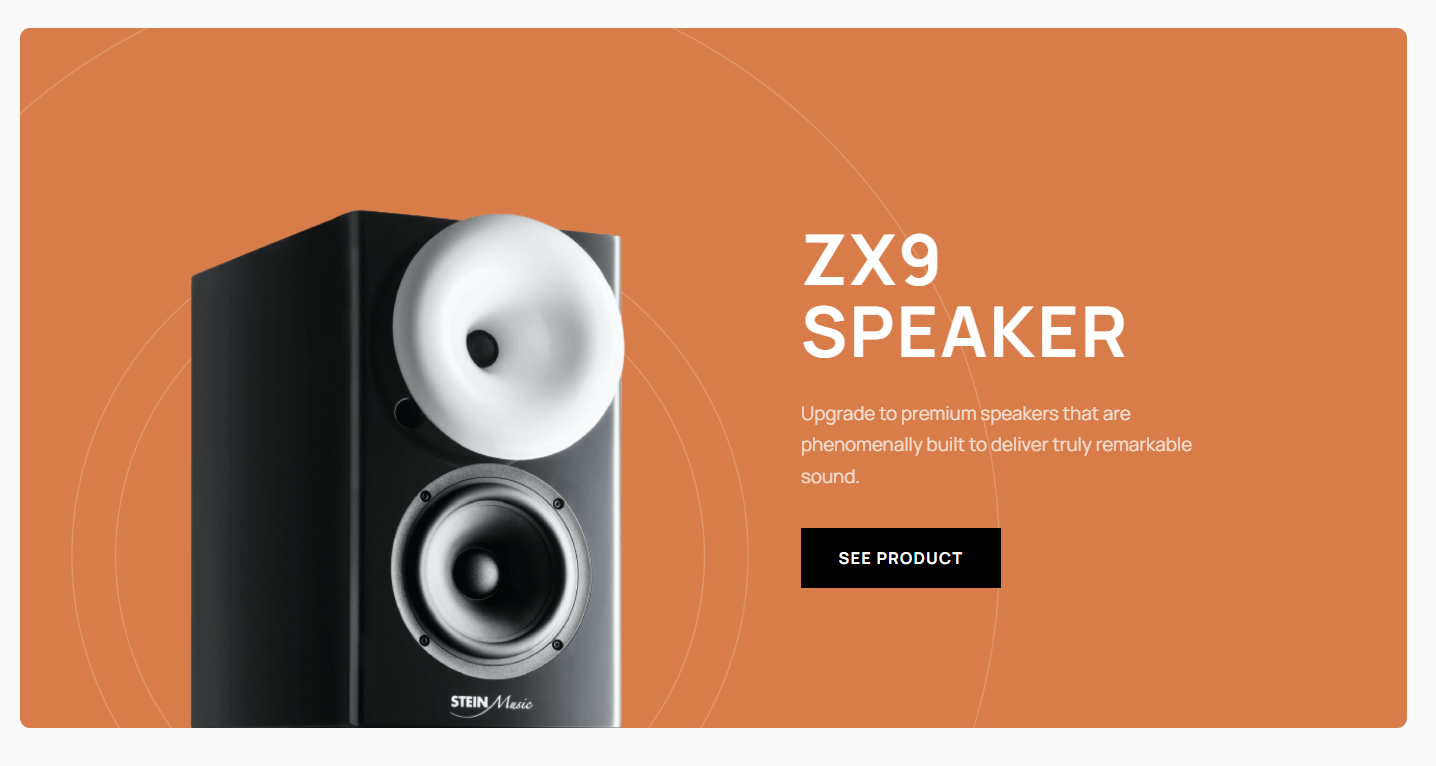 ZX9
SPEAKER
Upgrade to premium speakers that are
phenomenally built to deliver truly remarkable
sound.
SEE PRODUCT
STEIN Music